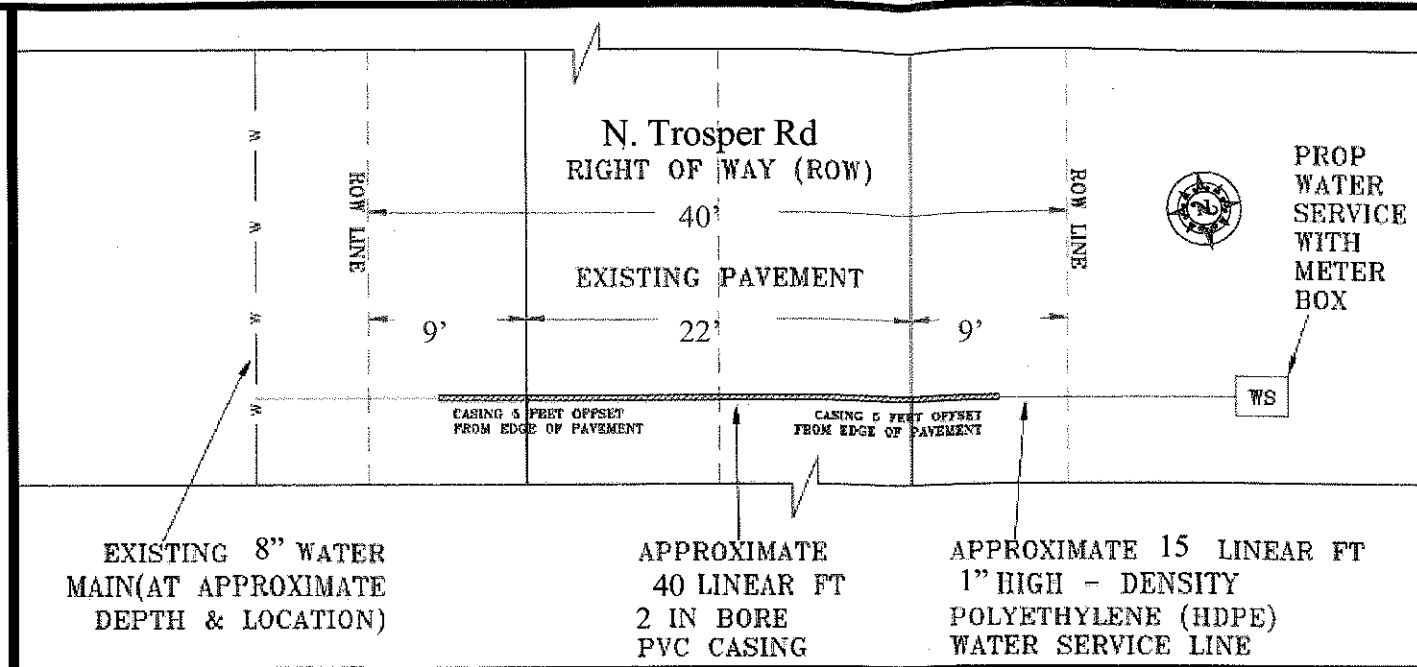 N. Trosper Rd
RIGHT OF WAY (ROW)
40'
EXISTING PAVEMENT
9'
22'
9'
ROW LINE
ROW LINE
W
W
W
W
W
CASING 5 FEET OFFSET
FROM EDGE OF PAVEMENT
CASING 5 FEET OFFSET
FROM EDGE OF PAVEMENT
PROP
WATER
SERVICE
WITH
METER
BOX
WS
EXISTING 8” WATER
MAIN(AT APPROXIMATE
DEPTH & LOCATION)
APPROXIMATE
40 LINEAR FT
2 IN BORE
PVC CASING
APPROXIMATE 15 LINEAR FT
1” HIGH - DENSITY
POLYETHYLENE (HDPE)
WATER SERVICE LINE